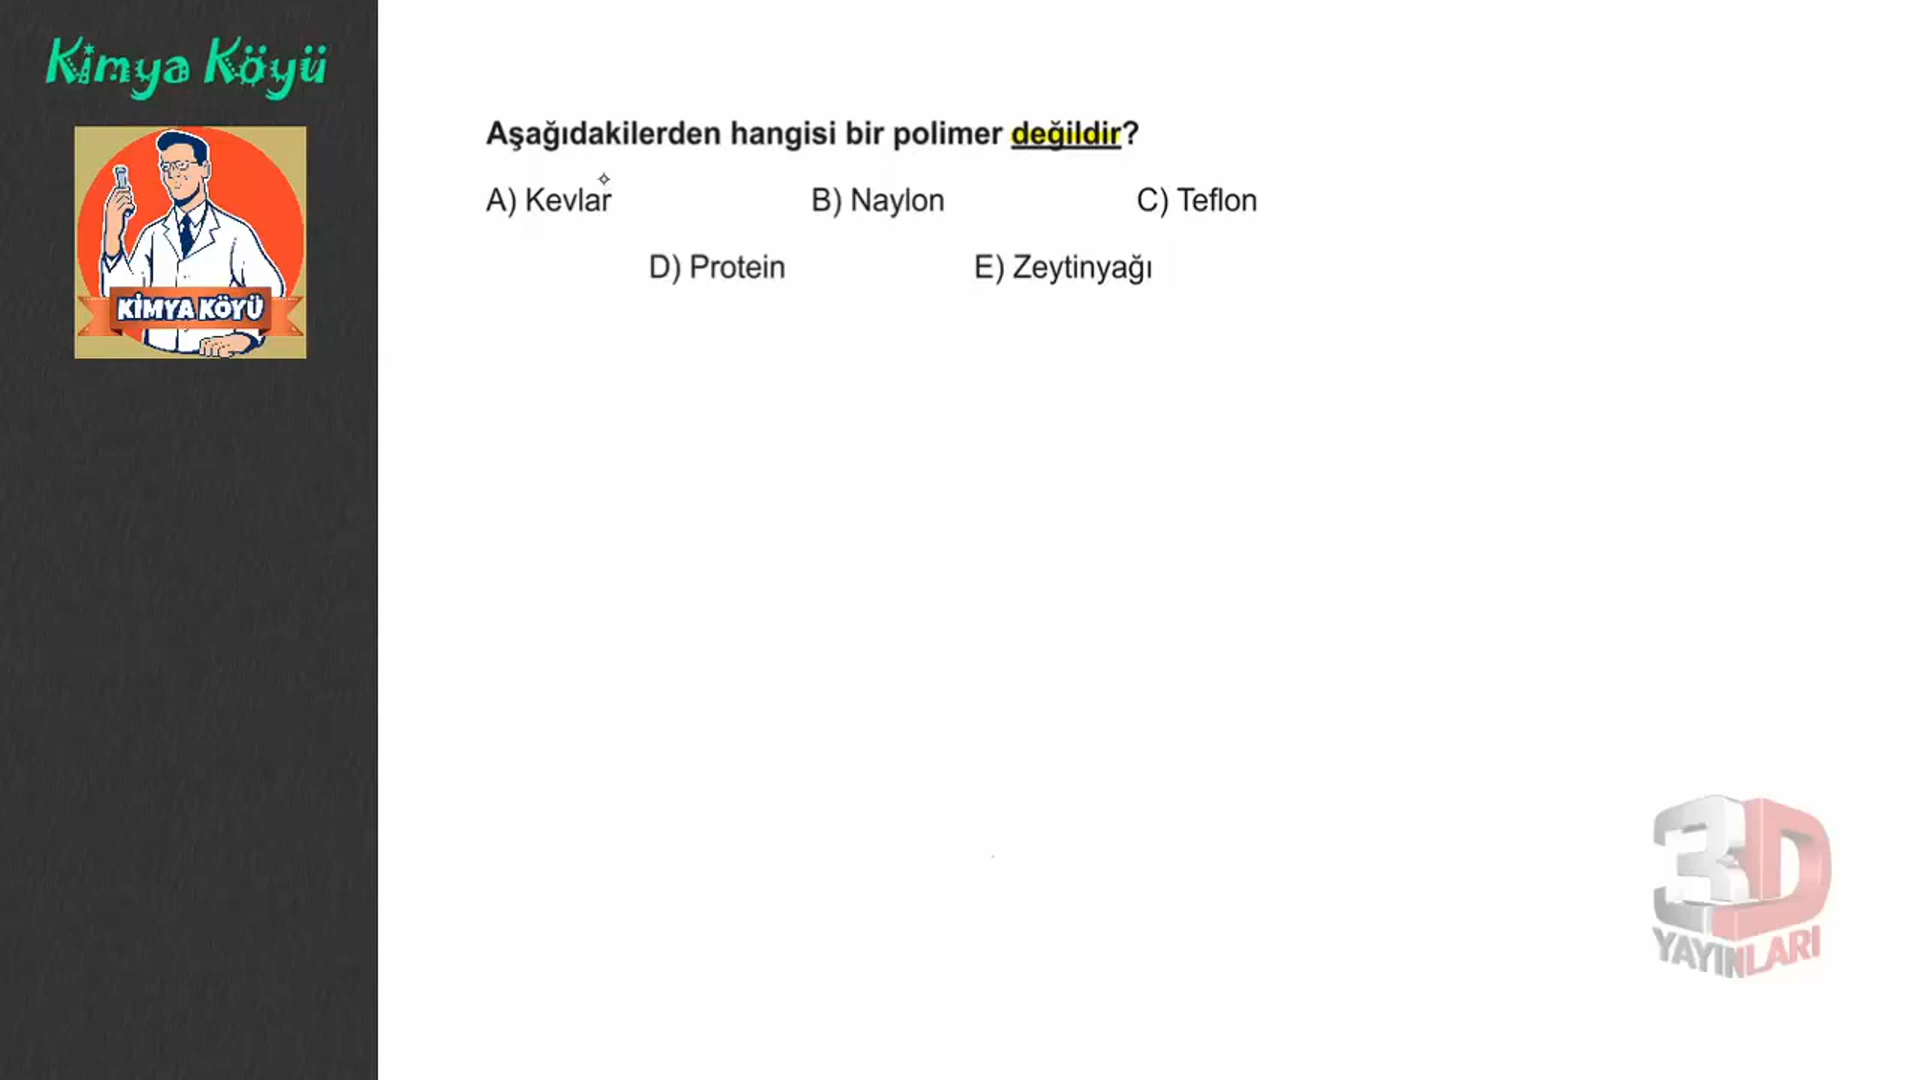 Kimya Köyü
KİMYA KÖYÜ
Aşağıdakilerden hangisi bir polimer değildir?
A) Kevlar B) Naylon C) Teflon
D) Protein E) Zeytinyağı
3D
YAYINLARI